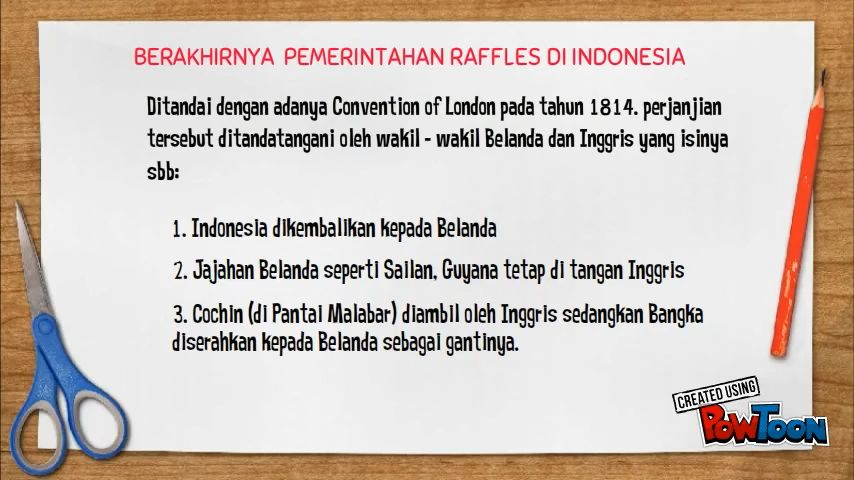 BERAKHIRNYA PEMERINTAHAN RAFFLES DI INDONESIA
Ditandai dengan adanya Convention of London pada tahun 1814. perjanjian
tersebut ditandatangani oleh wakil - wakil Belanda dan Inggris yang isinya
sbb:
1. Indonesia dikembalikan kepada Belanda
2. Jajahan Belanda seperti Sailan, Guyana tetap di tangan Inggris
3. Cochin (di Pantai Malabar) diambil oleh Inggris sedangkan Bangka
diserahkan kepada Belanda sebagai gantinya.
CREATED USING
POWTOON